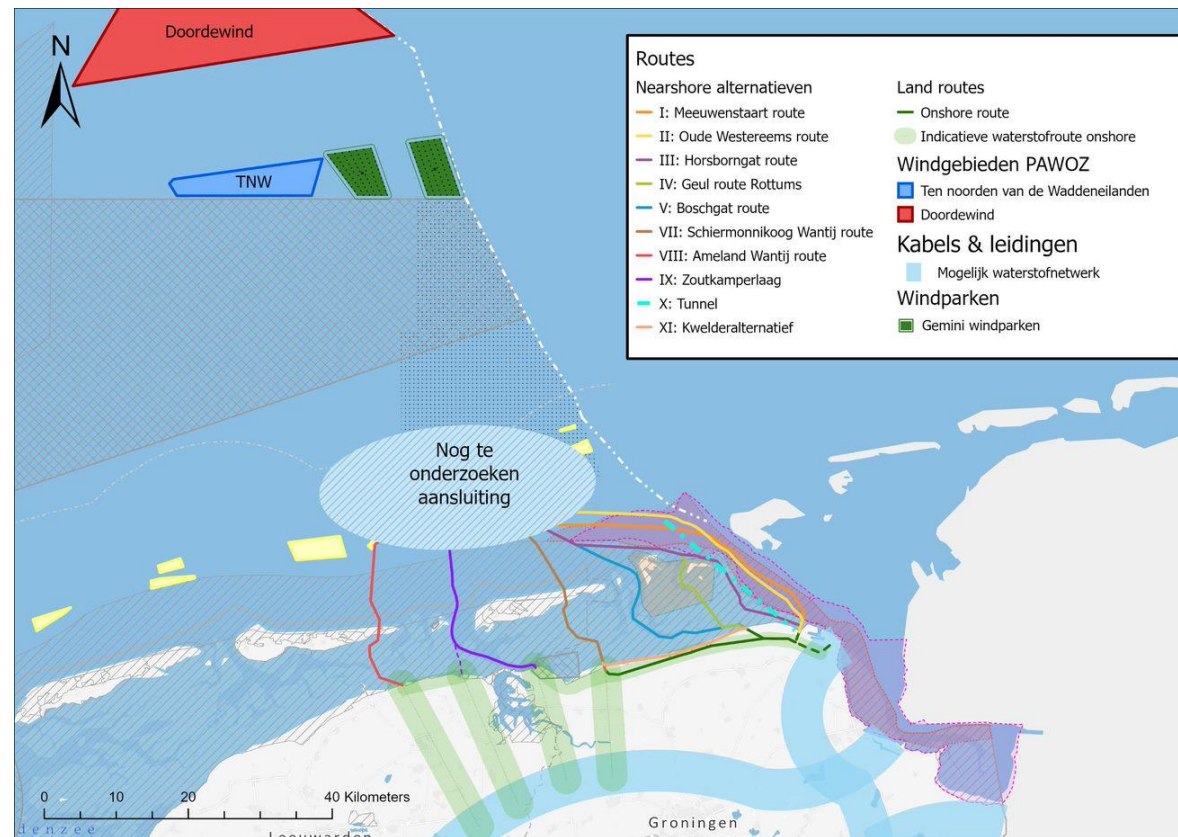 Doordewind
N
TNW
Nog te
onderzoeken
aansluiting
Routes
Nearshore alternatieven
I: Meeuwenstaart route
II: Oude Westereems route
III: Horsborngat route
IV: Geul route Rottums
V: Boschgat route
VII: Schiermonnikoog Wantij route
VIII: Ameland Wantij route
IX: Zoutkamperlaag
X: Tunnel
XI: Kwelderalternatief
Land routes
Onshore route
Indicatieve waterstofroute onshore
Windgebieden PAWOZ
Ten noorden van de Waddeneilanden
Doordewind
Kabels & leidingen
Mogelijk waterstofnetwerk
Windparken
Gemini windparken
0 10 20 40 Kilometers
denzee
Leeuwarden
Groningen